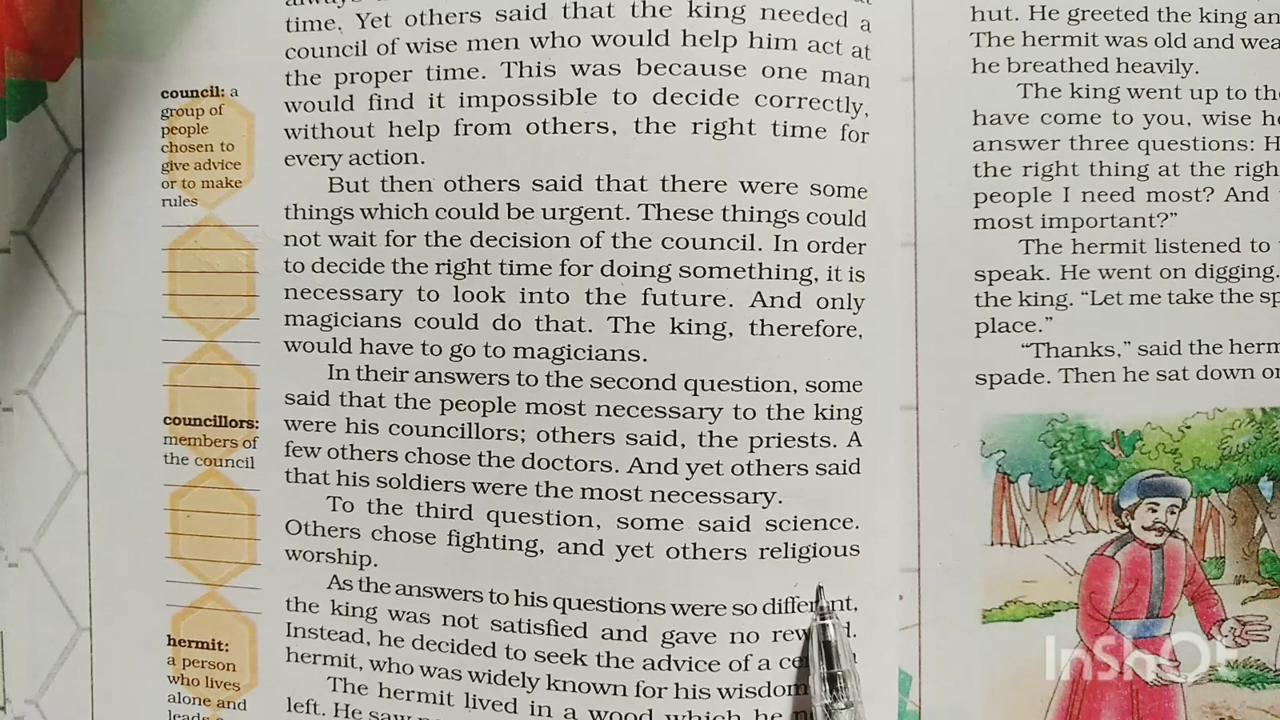 time. Yet others said that the king needed a
council of wise men who would help him act at
the proper time. This was because one man
would find it impossible to decide correctly,
without help from others, the right time for
every action.
But then others said that there were some
things which could be urgent. These things could
not wait for the decision of the council. In order
to decide the right time for doing something, it is
necessary to look into the future. And only
magicians could do that. The king, therefore,
would have to go to magicians.
In their answers to the second question, some
said that the people most necessary to the king
were his councillors; others said, the priests. A
few others chose the doctors. And yet others said
that his soldiers were the most necessary.
To the third question, some said science.
Others chose fighting, and yet others religious
worship.
As the answers to his questions were so different,
the king was not satisfied and gave no
Instead, he decided to seek the advice of a
hermit, who was widely known for his wisdom
The hermit lived in a wood which he
left. He saw
council: a
group of
people
chosen to
give advice
or to make
rules
councillors:
members of
the council
hermit:
a person
who lives
alone and
leads a
hut. He greeted the king
The hermit was old and
he breathed heavily.
The king went up to
have come to you, wise
answer three questions:
the right thing at the
people I need most? And
most important?"
The hermit listened to
speak. He went on digging.
the king. "Let me take the
place."
"Thanks," said the
spade. Then he sat down
InShOt